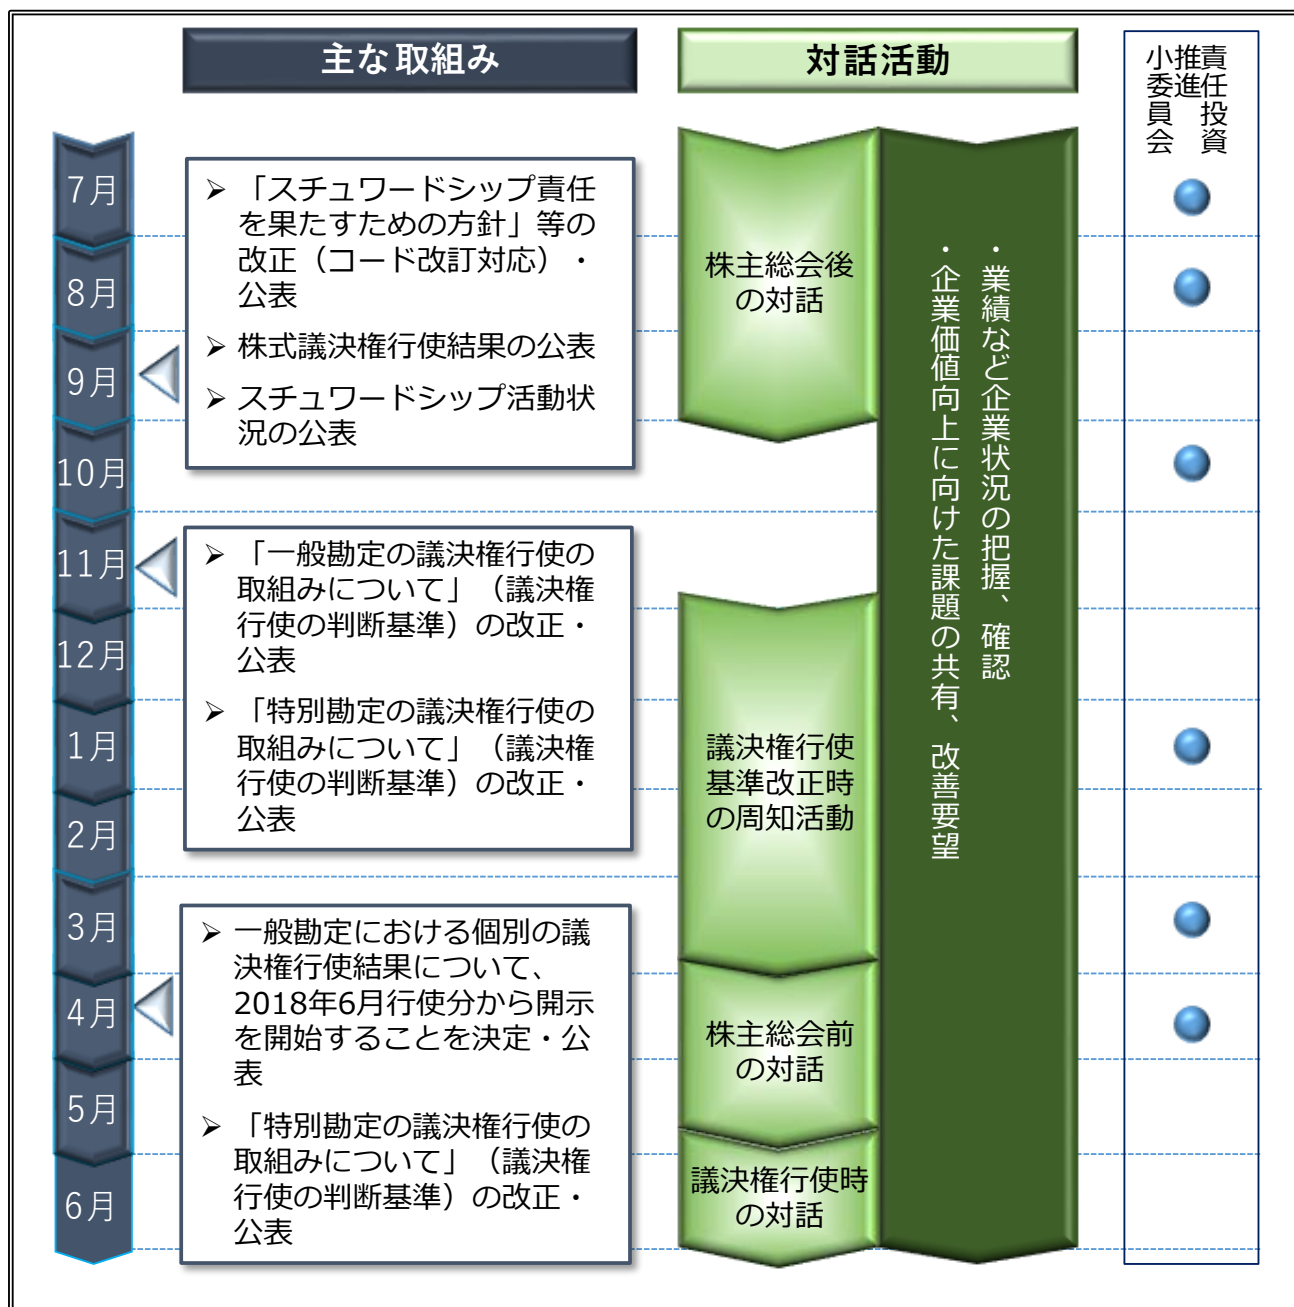 主な取組み
対話活動
責任投資
推進
小委員会
7月
8月
9月
10月
11月
12月
1月
2月
3月
4月
5月
6月
➢ 「スチュワードシップ責任
を果たすための方針」等の
改正（コード改訂対応）・
公表
➢ 株式議決権行使結果の公表
➢ スチュワードシップ活動状
況の公表
➢ 「一般勘定の議決権行使の
取組みについて」（議決権
行使の判断基準）の改正・
公表
➢ 「特別勘定の議決権行使の
取組みについて」（議決権
行使の判断基準）の改正・
公表
➢ 一般勘定における個別の議
決権行使結果について、
2018年6月行使分から開示
を開始することを決定・公
表
➢ 「特別勘定の議決権行使の
取組みについて」（議決権
行使の判断基準）の改正・
公表
株主総会後
の対話
議決権行使
基準改正時
の周知活動
株主総会前
の対話
議決権行使時
の対話
・業績など企業状況の把握、確認
・企業価値向上に向けた課題の共有、改善要望